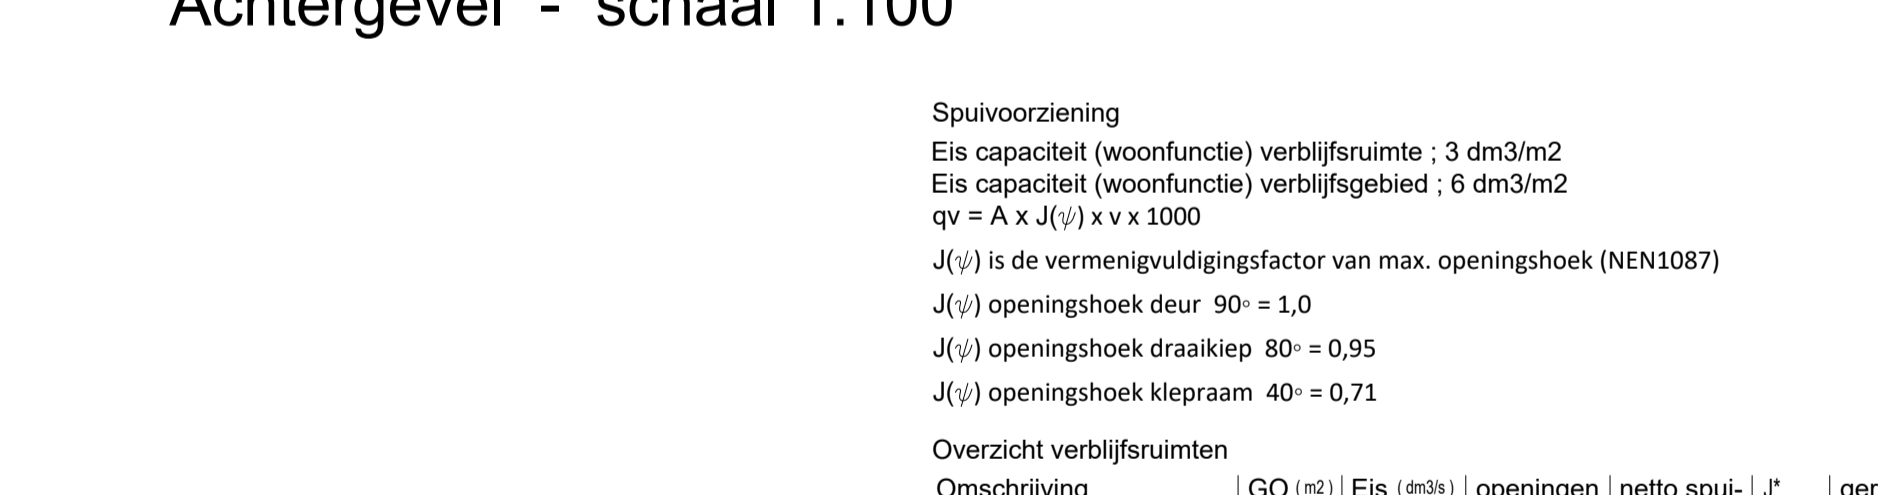 Achtergevel - schaal 1:100
Spuivoorziening
Eis capaciteit (woonfunctie) verblijfsruimte ; 3 dm3/m2
Eis capaciteit (woonfunctie) verblijfsgebied ; 6 dm3/m2
qv = A x J(ψ) x v x 1000
J(ψ) is de vermenigvuldigingsfactor van max. openingshoek (NEN1087)
J(ψ) openingshoek deur 90° = 1,0
J(ψ) openingshoek draaikiep 80° = 0,95
J(ψ) openingshoek klepraam 40° = 0,71
Overzicht verblijfsruimten
Omschrijving | GO (m2) | Eis (dm3/s) | openingen | netto spui- | J* |